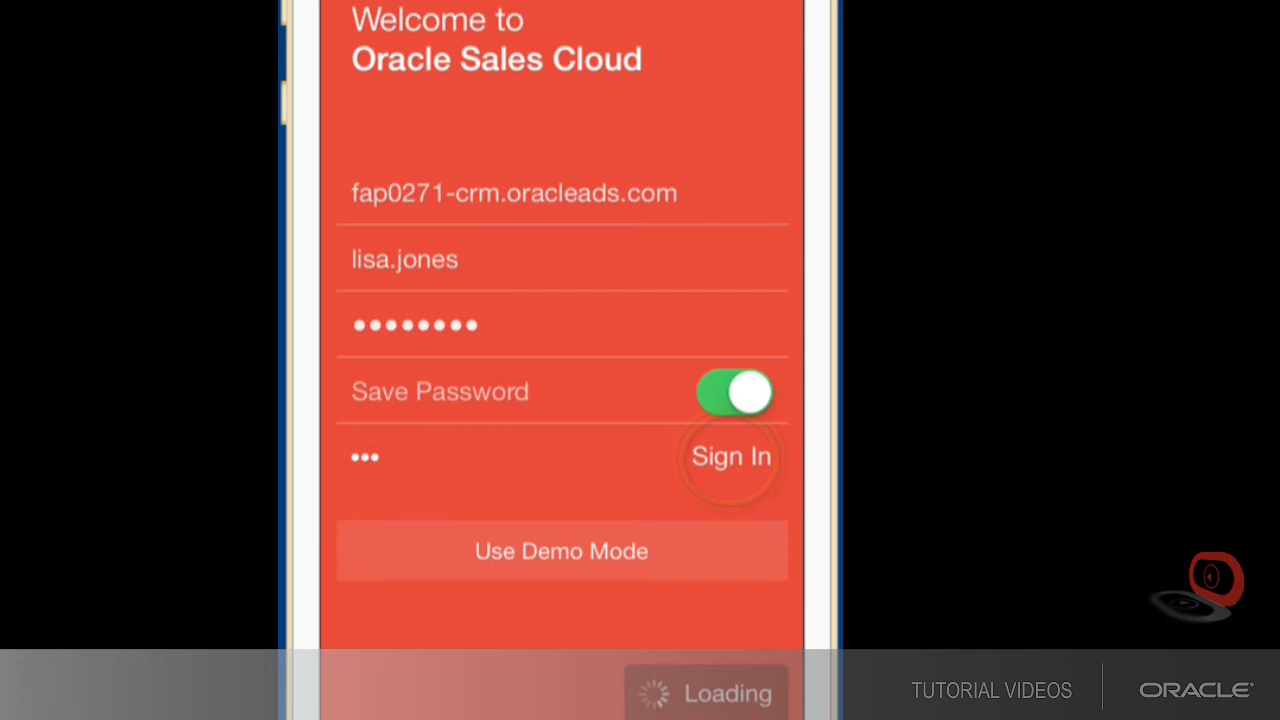 Welcome to
Oracle Sales Cloud
fap0271-crm.oracleads.com
lisa.jones
••••••••
Save Password
•••
Sign In
Use Demo Mode
Loading
TUTORIAL VIDEOS
ORACLE®